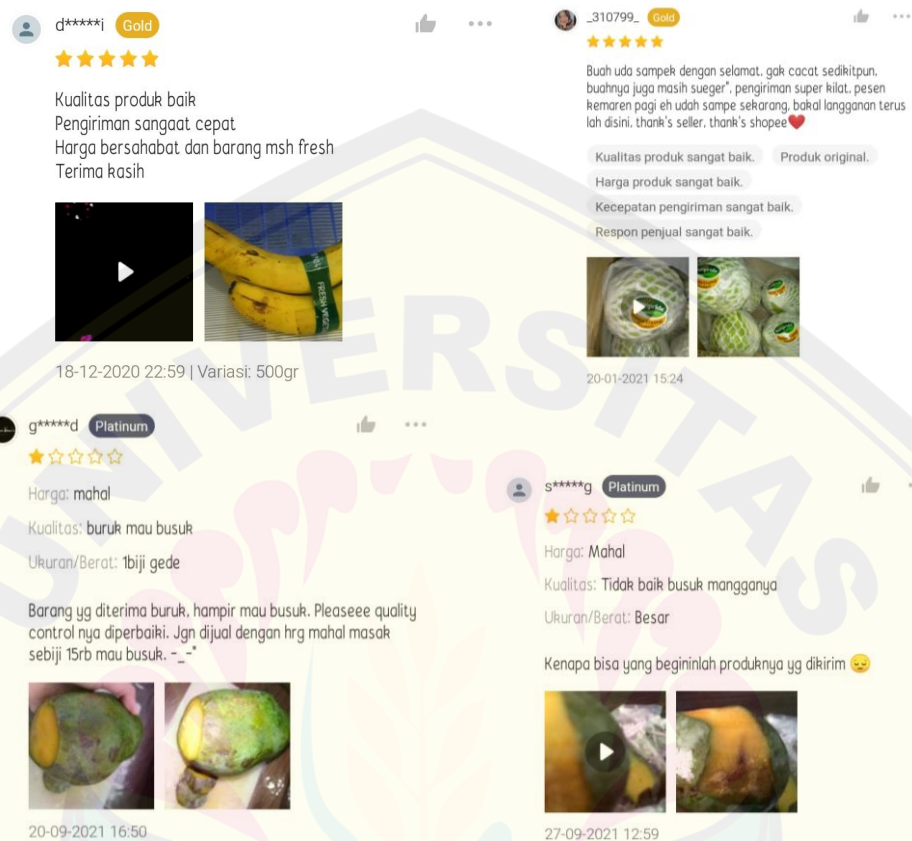 d*****i Gold
Kualitas produk baik
Pengiriman sangaat cepat
Harga bersahabat dan barang msh fresh
Terima kasih
FRESH
18-12-2020 22:59 | Variasi: 500gr
_310799_ Gold
Buah uda sampek dengan selamat, gak cacat sedikitpun,
buahnya juga masih sueger", pengiriman super kilat, pesen
kemaren pagi eh udah sampe sekarang, bakal langganan terus
lah disini, thank's seller, thank's shopee❤️
Kualitas produk sangat baik. Produk original.
Harga produk sangat baik.
Kecepatan pengiriman sangat baik.
Respon penjual sangat baik.
20-01-2021 15:24
g*****d Platinum
Harga: mahal
Kualitas: buruk mau busuk
Ukuran/Berat: 1biji gede
Barang yg diterima buruk, hampir mau busuk. Pleaseee quality
control nya diperbaiki. Jgn dijual dengan hrg mahal masak
sebiji 15rb mau busuk. -_-"
20-09-2021 16:50
s*****g Platinum
Harga: Mahal
Kualitas: Tidak baik busuk mangganya
Ukuran/Berat: Besar
Kenapa bisa yang begininlah produknya yg dikirim 😔
27-09-2021 12:59
UNIVERSITAS